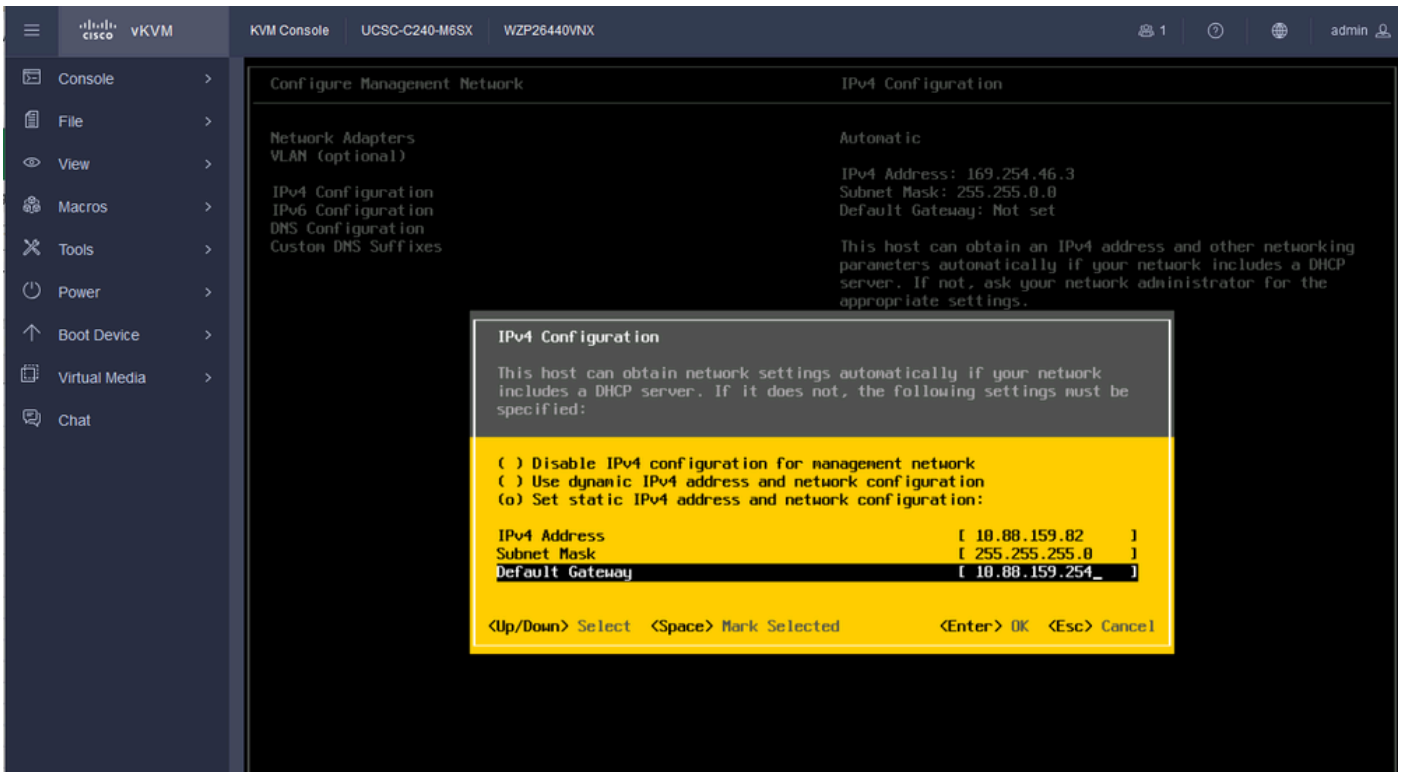 cisco vKVM
KVM Console UCSC-C240-M6SX WZP26440VNX 1 admin
Console
File
View
Macros
Tools
Power
Boot Device
Virtual Media
Chat
Configure Management Network
Network Adapters
VLAN (optional)
IPv4 Configuration
IPv6 Configuration
DNS Configuration
Custom DNS Suffixes
IPv4 Configuration
Automatic
IPv4 Address: 169.254.46.3
Subnet Mask: 255.255.0.0
Default Gateway: Not set
This host can obtain an IPv4 address and other networking
parameters automatically if your network includes a DHCP
server. If not, ask your network administrator for the
appropriate settings.
IPv4 Configuration
This host can obtain network settings automatically if your network
includes a DHCP server. If it does not, the following settings must be
specified:
( ) Disable IPv4 configuration for management network
( ) Use dynamic IPv4 address and network configuration
(o) Set static IPv4 address and network configuration:
IPv4 Address [ 10.88.159.82 ]
Subnet Mask [ 255.255.255.0 ]
Default Gateway [ 10.88.159.254_ ]
<Up/Down> Select <Space> Mark Selected <Enter> OK <Esc> Cancel